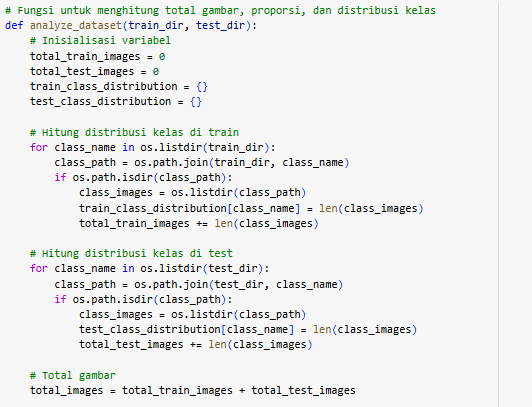 # Fungsi untuk menghitung total gambar, proporsi, dan distribusi kelas
def analyze_dataset(train_dir, test_dir):
    # Inisialisasi variabel
    total_train_images = 0
    total_test_images = 0
    train_class_distribution = {}
    test_class_distribution = {}

    # Hitung distribusi kelas di train
    for class_name in os.listdir(train_dir):
        class_path = os.path.join(train_dir, class_name)
        if os.path.isdir(class_path):
            class_images = os.listdir(class_path)
            train_class_distribution[class_name] = len(class_images)
            total_train_images += len(class_images)

    # Hitung distribusi kelas di test
    for class_name in os.listdir(test_dir):
        class_path = os.path.join(test_dir, class_name)
        if os.path.isdir(class_path):
            class_images = os.listdir(class_path)
            test_class_distribution[class_name] = len(class_images)
            total_test_images += len(class_images)

    # Total gambar
    total_images = total_train_images + total_test_images